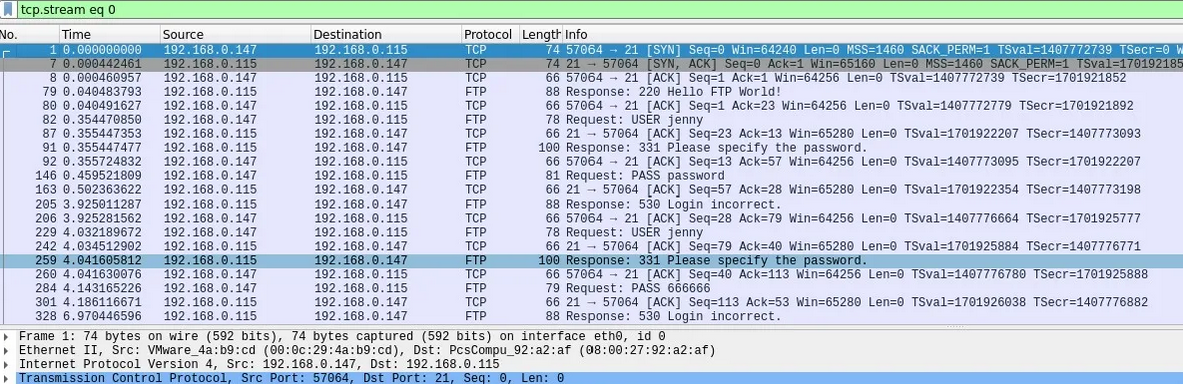 tcp.stream eq 0
No. Time Source Destination Protocol Length Info
1 0.000000000 192.168.0.147 192.168.0.115 TCP 74 57064 → 21 [SYN] Seq=0 Win=64240 Len=0 MSS=1460 SACK_PERM=1 TSval=1407772739 TSecr=0 W
7 0.000442461 192.168.0.115 192.168.0.147 TCP 74 21 → 57064 [SYN, ACK] Seq=0 Ack=1 Win=65160 Len=0 MSS=1460 SACK_PERM=1 TSval=170192185
8 0.000460957 192.168.0.147 192.168.0.115 TCP 66 57064 → 21 [ACK] Seq=1 Ack=1 Win=64256 Len=0 TSval=1407772739 TSecr=1701921852
79 0.040483793 192.168.0.115 192.168.0.147 FTP 88 Response: 220 Hello FTP World!
80 0.040491627 192.168.0.147 192.168.0.115 TCP 66 57064 → 21 [ACK] Seq=1 Ack=23 Win=64256 Len=0 TSval=1407772779 TSecr=1701921892
82 0.354470850 192.168.0.147 192.168.0.115 FTP 78 Request: USER jenny
87 0.355447353 192.168.0.115 192.168.0.147 TCP 66 21 → 57064 [ACK] Seq=23 Ack=13 Win=65280 Len=0 TSval=1701922207 TSecr=1407773093
91 0.355447477 192.168.0.115 192.168.0.147 FTP 100 Response: 331 Please specify the password.
92 0.355724832 192.168.0.147 192.168.0.115 TCP 66 57064 → 21 [ACK] Seq=13 Ack=57 Win=64256 Len=0 TSval=1407773095 TSecr=1701922207
146 0.459521809 192.168.0.147 192.168.0.115 FTP 81 Request: PASS password
163 0.502363622 192.168.0.115 192.168.0.147 TCP 66 21 → 57064 [ACK] Seq=57 Ack=28 Win=65280 Len=0 TSval=1701922354 TSecr=1407773198
205 3.925011287 192.168.0.115 192.168.0.147 FTP 88 Response: 530 Login incorrect.
206 3.925281562 192.168.0.147 192.168.0.115 TCP 66 57064 → 21 [ACK] Seq=28 Ack=79 Win=64256 Len=0 TSval=1407776664 TSecr=1701925777
229 4.032189672 192.168.0.147 192.168.0.115 FTP 78 Request: USER jenny
242 4.034512902 192.168.0.115 192.168.0.147 TCP 66 21 → 57064 [ACK] Seq=79 Ack=40 Win=65280 Len=0 TSval=1701925884 TSecr=1407776771
259 4.041605812 192.168.0.115 192.168.0.147 FTP 100 Response: 331 Please specify the password.
260 4.041630076 192.168.0.147 192.168.0.115 TCP 66 57064 → 21 [ACK] Seq=40 Ack=113 Win=64256 Len=0 TSval=1407776780 TSecr=1701925888
284 4.143165226 192.168.0.147 192.168.0.115 FTP 79 Request: PASS 666666
301 4.186116671 192.168.0.115 192.168.0.147 TCP 66 21 → 57064 [ACK] Seq=113 Ack=53 Win=65280 Len=0 TSval=1701926038 TSecr=1407776882
328 6.970446596 192.168.0.115 192.168.0.147 FTP 88 Response: 530 Login incorrect.
Frame 1: 74 bytes on wire (592 bits), 74 bytes captured (592 bits) on interface eth0, id 0
Ethernet II, Src: VMware_4a:b9:cd (00:0c:29:4a:b9:cd), Dst: PcsCompu_92:a2:af (08:00:27:92:a2:af)
Internet Protocol Version 4, Src: 192.168.0.147, Dst: 192.168.0.115
Transmission Control Protocol, Src Port: 57064, Dst Port: 21, Seq: 0, Len: 0